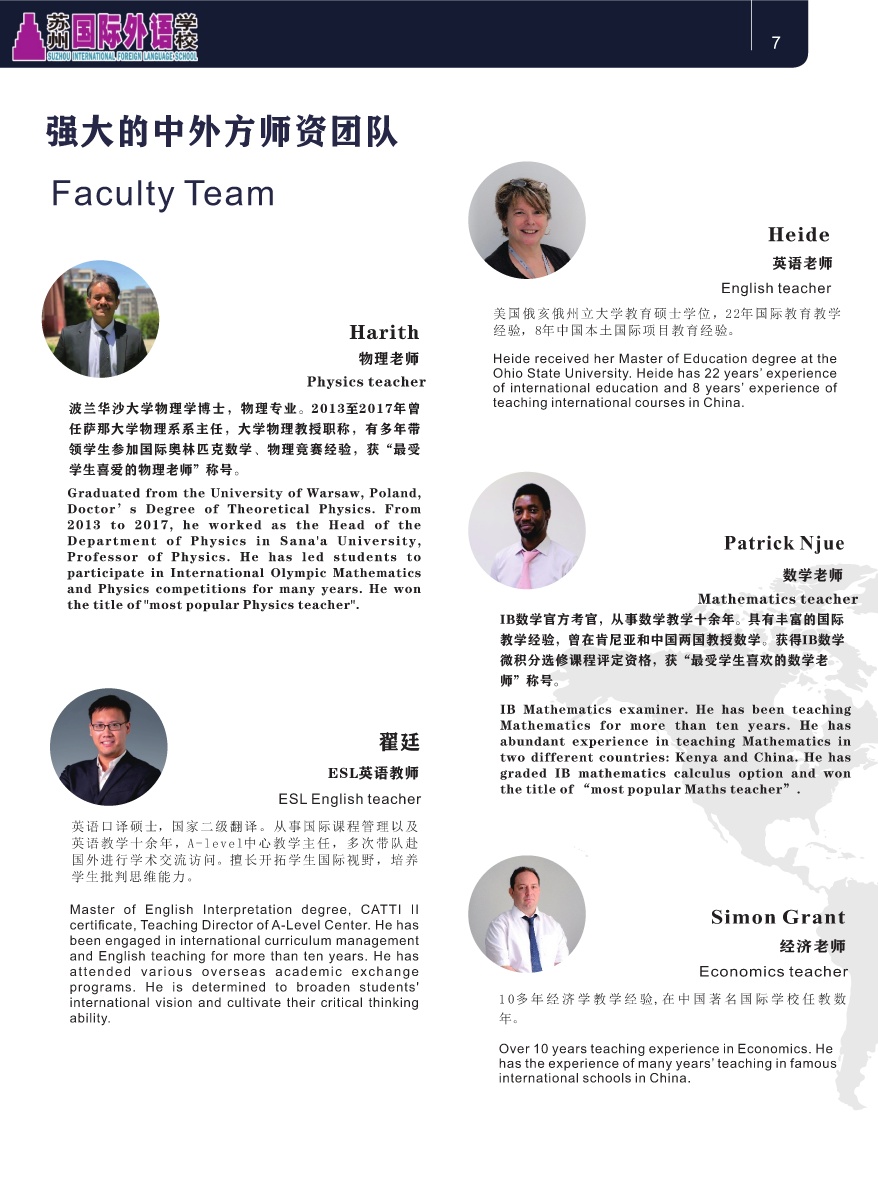 苏州国际外语学校
SUZHOU INTERNATIONAL FOREIGN LANGUAGE SCHOOL
7
强大的中外方师资团队
Faculty Team
Harith
物理老师
Physics teacher
波兰华沙大学物理学博士，物理专业。2013至2017年曾
任萨那大学物理系系主任，大学物理教授职称，有多年带
领学生参加国际奥林匹克数学、物理竞赛经验，获“最受
学生喜爱的物理老师”称号。
Graduated from the University of Warsaw, Poland,
Doctor’s Degree of Theoretical Physics. From
2013 to 2017, he worked as the Head of the
Department of Physics in Sana'a University,
Professor of Physics. He has led students to
participate in International Olympic Mathematics
and Physics competitions for many years. He won
the title of "most popular Physics teacher".
翟廷
ESL英语教师
ESL English teacher
英语口译硕士，国家二级翻译。从事国际课程管理以及
英语教学十余年，A-level中心教学主任，多次带队赴
国外进行学术交流访问。擅长开拓学生国际视野，培养
学生批判思维能力。
Master of English Interpretation degree, CATTI II
certificate, Teaching Director of A-Level Center. He has
been engaged in international curriculum management
and English teaching for more than ten years. He has
attended various overseas academic exchange
programs. He is determined to broaden students'
international vision and cultivate their critical thinking
ability.
Heide
英语老师
English teacher
美国俄亥俄州立大学教育硕士学位，22年国际教育教学
经验，8年中国本土国际项目教育经验。
Heide received her Master of Education degree at the
Ohio State University. Heide has 22 years’ experience
of international education and 8 years’ experience of
teaching international courses in China.
Patrick Njue
数学老师
Mathematics teacher
IB数学官方考官，从事数学教学十余年。具有丰富的国际
教学经验，曾在肯尼亚和中国两国教授数学。获得IB数学
微积分选修课程评定资格，获“最受学生喜欢的数学老
师”称号。
IB Mathematics examiner. He has been teaching
Mathematics for more than ten years. He has
abundant experience in teaching Mathematics in
two different countries: Kenya and China. He has
graded IB mathematics calculus option and won
the title of “most popular Maths teacher”.
Simon Grant
经济老师
Economics teacher
10多年经济学教学经验,在中国著名国际学校任教数
年。
Over 10 years teaching experience in Economics. He
has the experience of many years’ teaching in famous
international schools in China.